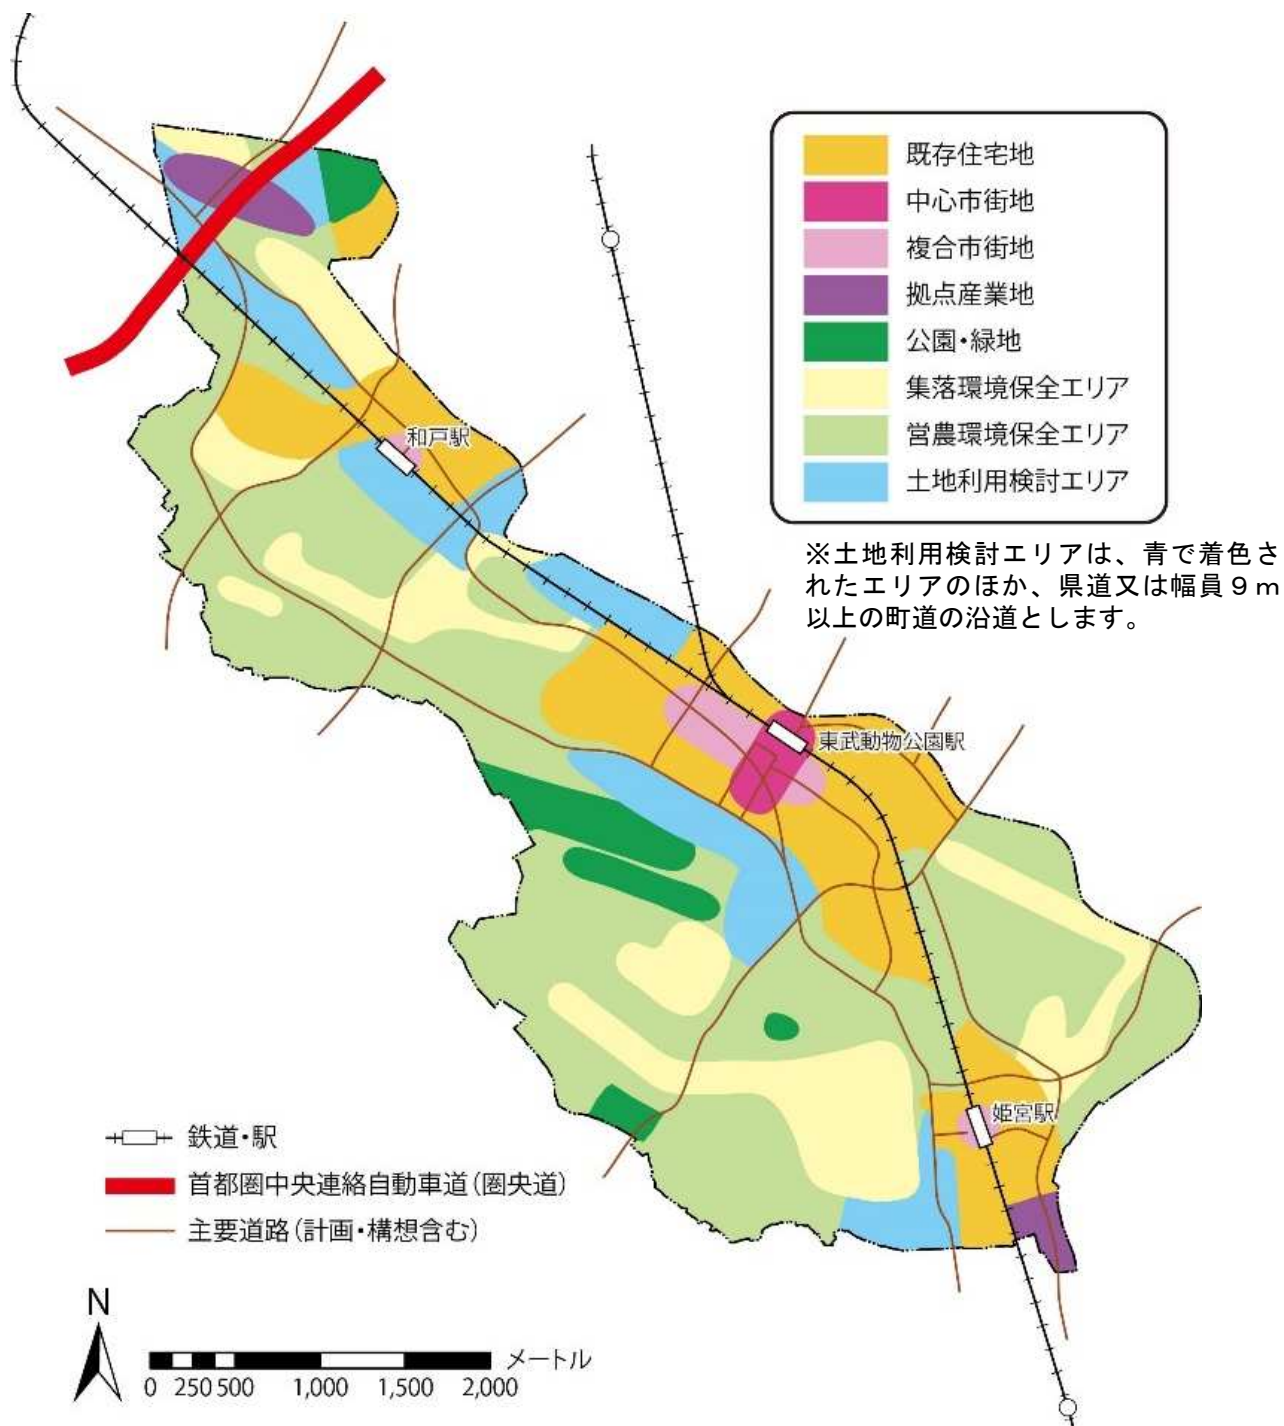 既存住宅地
中心市街地
複合市街地
拠点産業地
公園・緑地
集落環境保全エリア
営農環境保全エリア
土地利用検討エリア
※土地利用検討エリアは、青で着色さ
れたエリアのほか、県道又は幅員９ｍ
以上の町道の沿道とします。
和戸駅
東武動物公園駅
姫宮駅
鉄道・駅
首都圏中央連絡自動車道(圏央道)
主要道路(計画・構想含む)
N
メートル
0 250 500 1,000 1,500 2,000